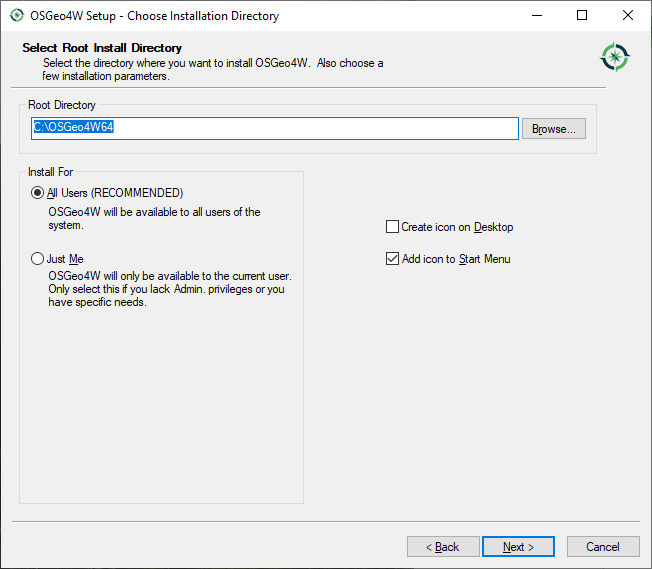 OSGeo4W Setup - Choose Installation Directory
Select Root Install Directory
Select the directory where you want to install OSGeo4W. Also choose a
few installation parameters.
Root Directory
C:\OSGeo4W64
Browse...
Install For
All Users (RECOMMENDED)
OSGeo4W will be available to all users of the
system.
Just Me
OSGeo4W will only be available to the current user.
Only select this if you lack Admin. privileges or you
have specific needs.
Create icon on Desktop
Add icon to Start Menu
< Back
Next >
Cancel